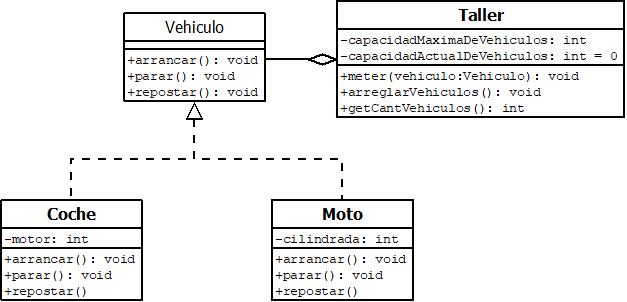 Vehiculo
+arrancar(): void
+parar(): void
+repostar(): void
Taller
-capacidadMaximaDeVehiculos: int
-capacidadActualDeVehiculos: int = 0
+meter(vehiculo:Vehiculo): void
+arreglarVehiculos(): void
+getCantVehiculos(): int
Coche
-motor: int
+arrancar(): void
+parar(): void
+repostar()
Moto
-cilindrada: int
+arrancar(): void
+parar(): void
+repostar()